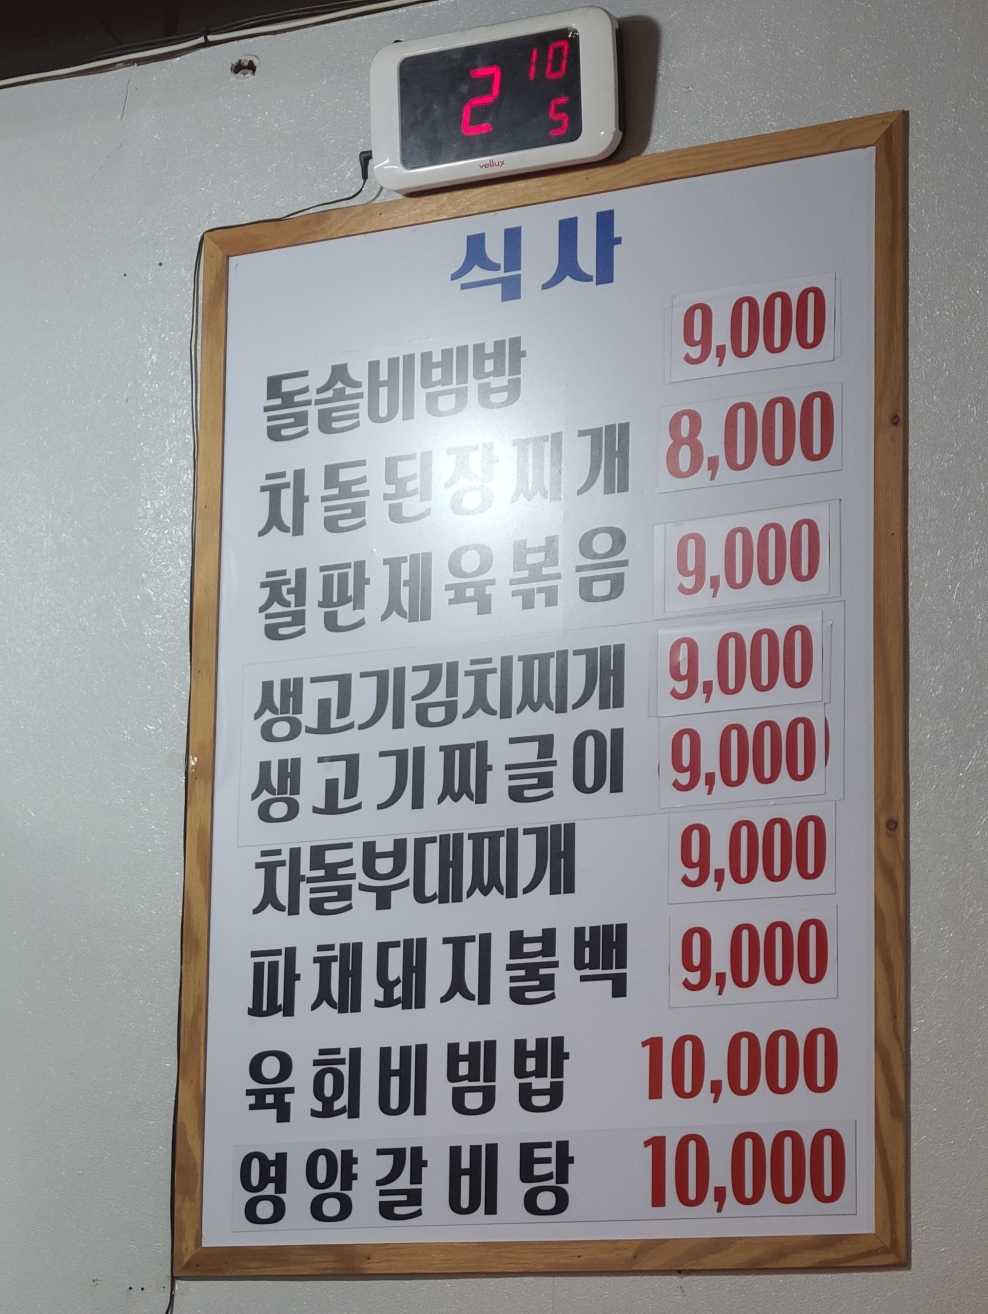 2 10
5
vellux
식사
돌솥비빔밥 9,000
차돌된장찌개 8,000
철판제육볶음 9,000
생고기김치찌개 9,000
생고기짜글이 9,000
차돌부대찌개 9,000
파채돼지불백 9,000
육회비빔밥 10,000
영양갈비탕 10,000